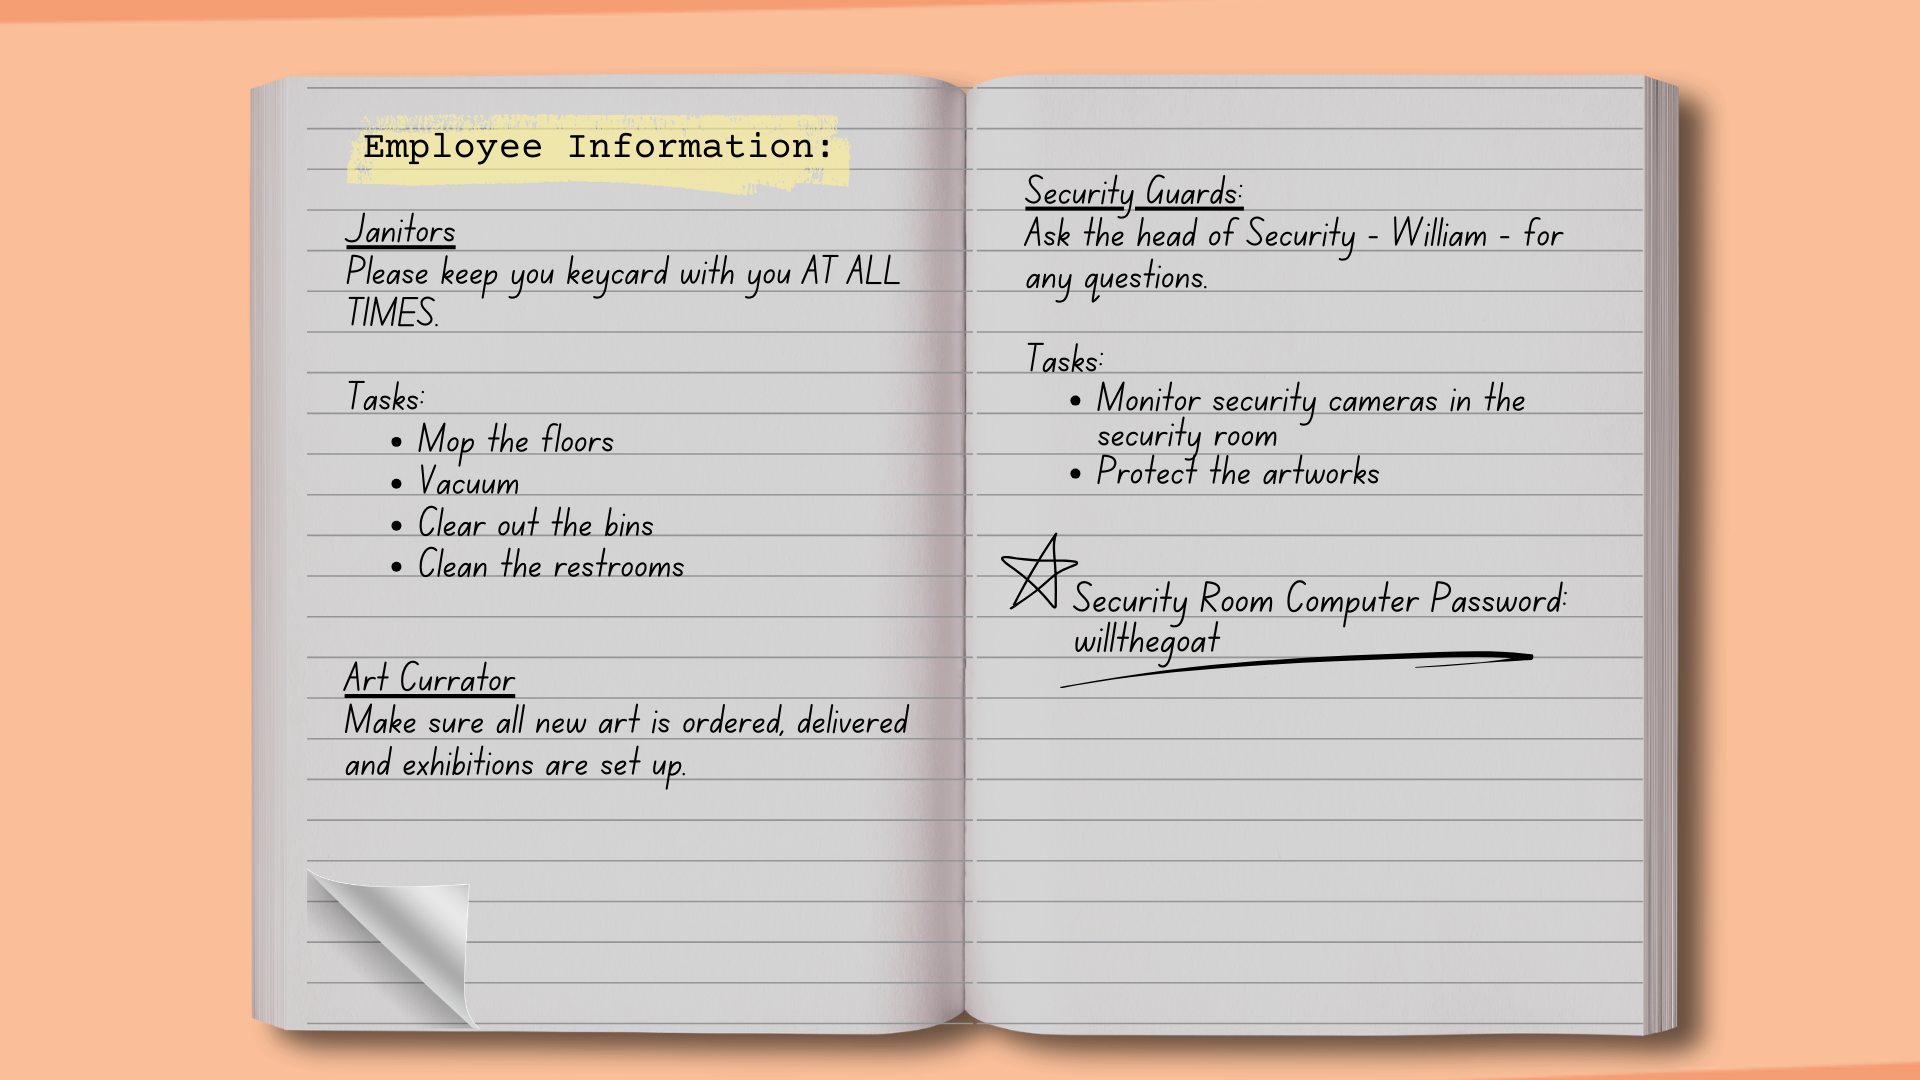 Employee Information:
Janitors
Please keep you keycard with you AT ALL
TIMES.
Tasks:
• Mop the floors
• Vacuum
• Clear out the bins
• Clean the restrooms
Art Currator
Make sure all new art is ordered, delivered
and exhibitions are set up.
Security Guards:
Ask the head of Security - William - for
any questions.
Tasks:
• Monitor security cameras in the
security room
• Protect the artworks
Security Room Computer Password:
willthegoat